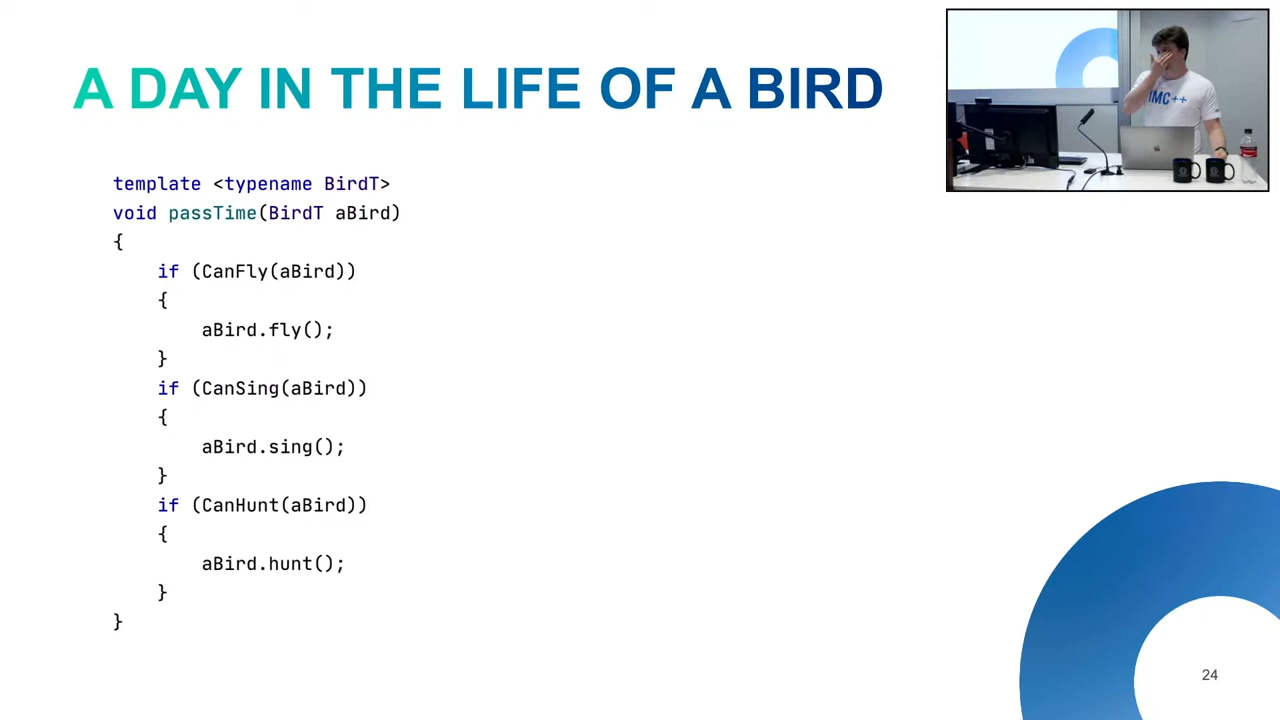 A DAY IN THE LIFE OF A BIRD
IMC++
template <typename BirdT>
void passTime(BirdT aBird)
{
    if (CanFly(aBird))
    {
        aBird.fly();
    }
    if (CanSing(aBird))
    {
        aBird.sing();
    }
    if (CanHunt(aBird))
    {
        aBird.hunt();
    }
}
24